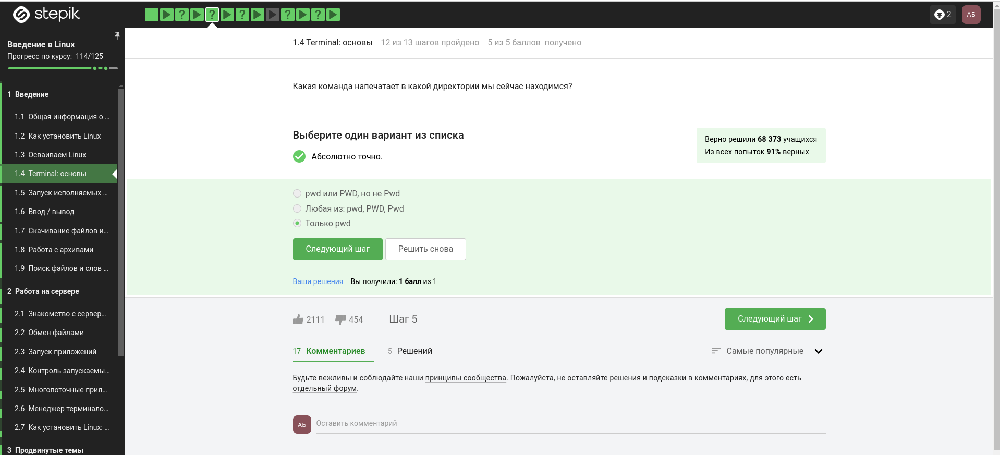 stepik
? ? ? ? ? ?
2
АБ
Введение в Linux
Прогресс по курсу: 114/125
1 Введение
1.1 Общая информация о ...
1.2 Как установить Linux
1.3 Осваиваем Linux
1.4 Terminal: основы
1.5 Запуск исполняемых ...
1.6 Ввод / вывод
1.7 Скачивание файлов и...
1.8 Работа с архивами
1.9 Поиск файлов и слов ...
2 Работа на сервере
2.1 Знакомство с сервер...
2.2 Обмен файлами
2.3 Запуск приложений
2.4 Контроль запускаемы...
2.5 Многопоточные прил...
2.6 Менеджер терминало...
2.7 Как установить Linux: ...
3 Продвинутые темы
1.4 Terminal: основы 12 из 13 шагов пройдено 5 из 5 баллов получено
Какая команда напечатает в какой директории мы сейчас находимся?
Выберите один вариант из списка
Абсолютно точно.
Верно решили 68 373 учащихся
Из всех попыток 91% верных
pwd или PWD, но не Pwd
Любая из: pwd, PWD, Pwd
Только pwd
Следующий шаг Решить снова
Ваши решения Вы получили: 1 балл из 1
2111 454 Шаг 5 Следующий шаг
17 Комментариев 5 Решений Самые популярные
Будьте вежливы и соблюдайте наши принципы сообщества. Пожалуйста, не оставляйте решения и подсказки в комментариях, для этого есть
отдельный форум.
АБ Оставить комментарий